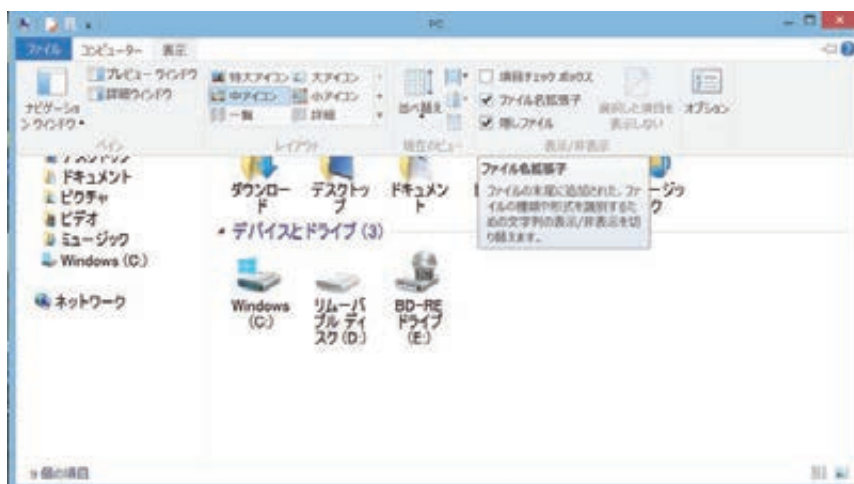 PC
ファイル コンピューター 表示
ナビゲーション ウィンドウ
プレビュー ウィンドウ
詳細ウィンドウ
特大アイコン 大アイコン
中アイコン 小アイコン
一覧 詳細
並べ替え
項目チェック ボックス
ファイル名拡張子
隠しファイル
選択した項目を
表示しない
オプション
ペイン
レイアウト
現在のビュー
表示/非表示
デスクトップ
ドキュメント
ピクチャ
ビデオ
ミュージック
Windows (C:)
ネットワーク
ダウンロー
ド
デスクトッ
プ
ドキュメン
ト
ージッ
ク
ファイル名拡張子
ファイルの末尾に追加された、ファ
イルの種類や形式を識別するた
めの文字列の表示/非表示を切
り替えます。
デバイスとドライブ (3)
Windows
(C:)
リムーバ
ブル ディ
スク (D:)
BD-RE
ドライブ
(E:)
9 個の項目